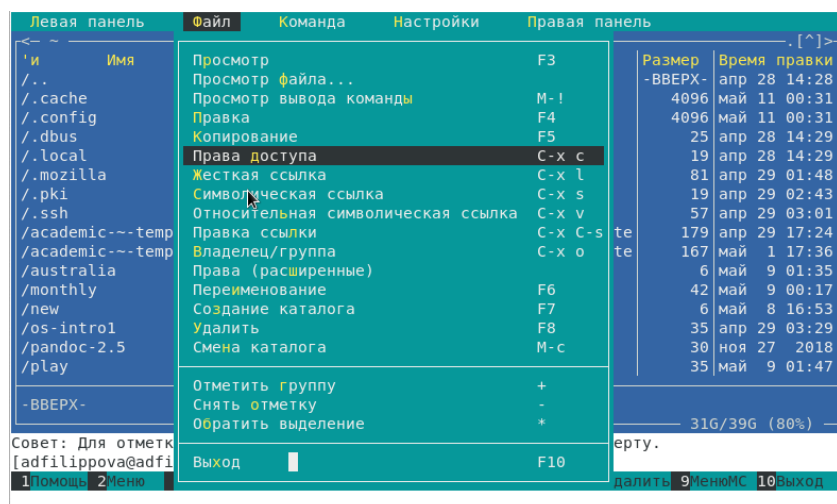 Левая панель Файл Команда Настройки Правая панель
<— ~ .[^]>
'и Имя Размер Время правки
/.. -ВВЕРХ- апр 28 14:28
/.cache 4096 май 11 00:31
/.config 4096 май 11 00:31
/.dbus 25 апр 28 14:29
/.local 19 апр 28 14:29
/.mozilla 81 апр 29 01:48
/.pki 19 апр 29 02:43
/.ssh 57 апр 29 03:01
/academic-~-temp te 179 апр 29 17:24
/academic-~-temp te 167 май 1 17:36
/australia 6 май 9 01:35
/monthly 42 май 9 00:17
/new 6 май 8 16:53
/os-intro1 35 апр 29 03:29
/pandoc-2.5 30 ноя 27 2018
/play 35 май 9 01:47
-ВВЕРХ-
31G/39G (80%)
Просмотр F3
Просмотр файла...
Просмотр вывода команды M-!
Правка F4
Копирование F5
Права доступа C-x c
Жесткая ссылка C-x l
Символическая ссылка C-x s
Относительная символическая ссылка C-x v
Правка ссылки C-x C-s
Владелец/группа C-x o
Права (расширенные)
Переименование F6
Создание каталога F7
Удалить F8
Смена каталога M-c
Отметить группу +
Снять отметку -
Обратить выделение *
Выход F10
Совет: Для отметк ерту.
[adfilippova@adfi
1Помощь 2Меню далить 9МенюMC 10Выход